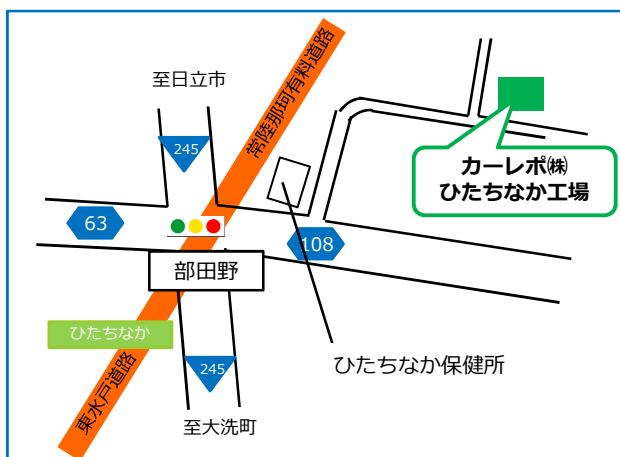 至日立市
常陸那珂有料道路
245
カーレポ㈱
ひたちなか工場
63
108
部田野
ひたちなか
ひたちなか保健所
245
東水戸道路
至大洗町